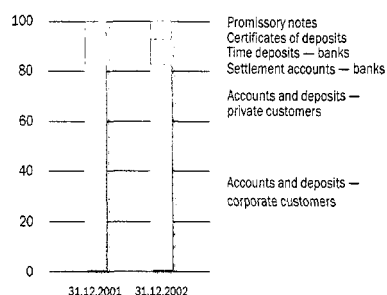 100
80
60
40
20
0
31.12.2001 31.12.2002
Promissory notes
Certificates of deposits
Time deposits — banks
Settlement accounts — banks
Accounts and deposits —
private customers
Accounts and deposits —
corporate customers